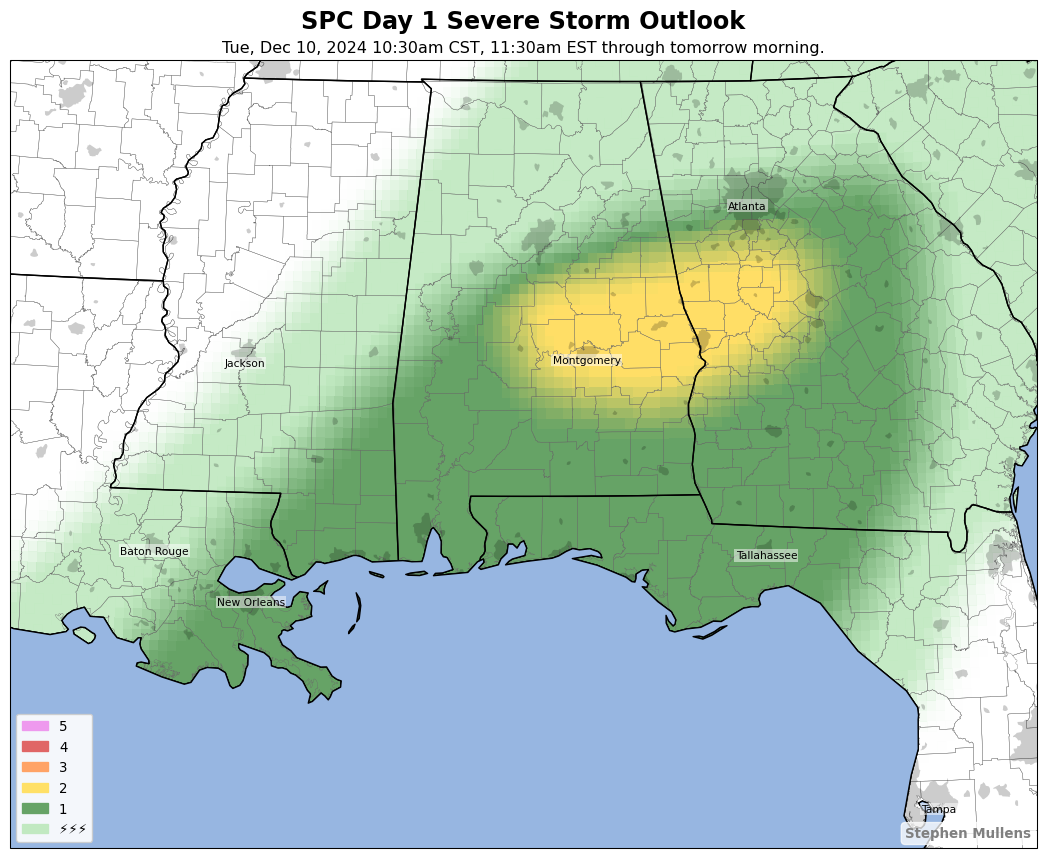 SPC Day 1 Severe Storm Outlook
Tue, Dec 10, 2024 10:30am CST, 11:30am EST through tomorrow morning.
Atlanta
Montgomery
Jackson
Baton Rouge
Tallahassee
New Orleans
5
4
3
2
1
⚡⚡⚡
Tampa
Stephen Mullens